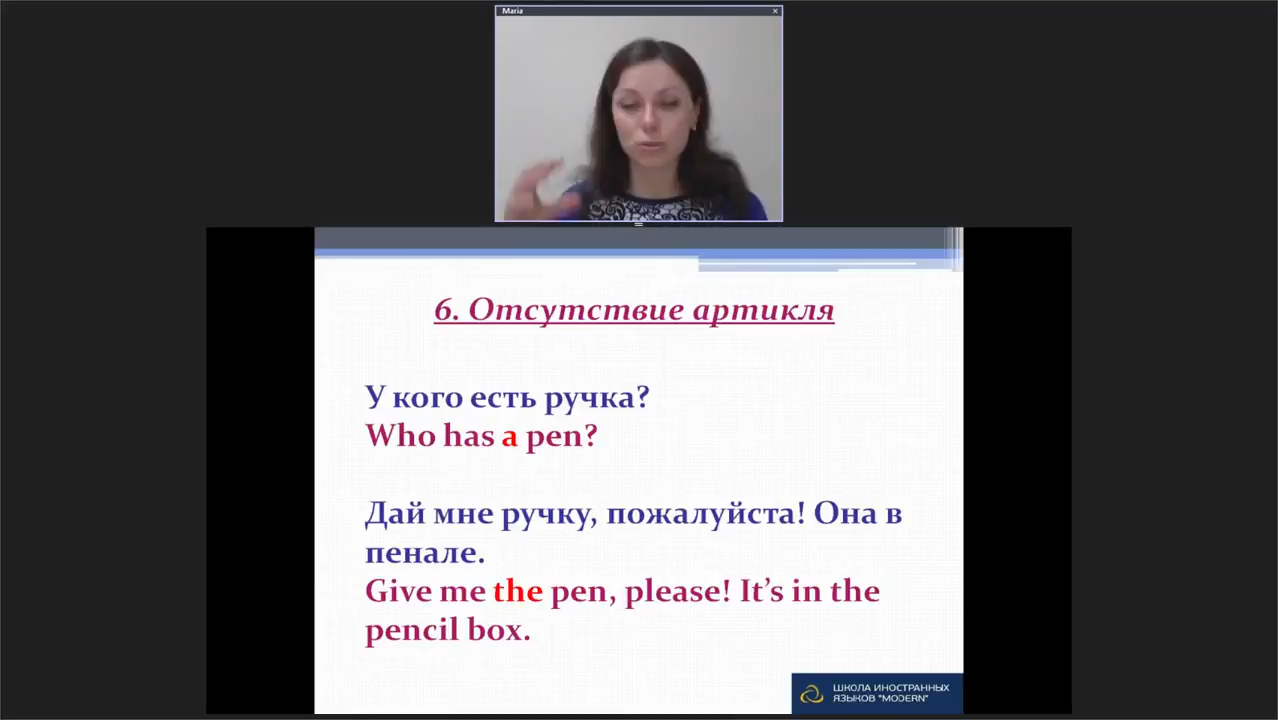 Maria
6. Отсутствие артикля
У кого есть ручка?
Who has a pen?
Дай мне ручку, пожалуйста! Она в
пенале.
Give me the pen, please! It's in the
pencil box.
ШКОЛА ИНОСТРАННЫХ
ЯЗЫКОВ "MODERN"